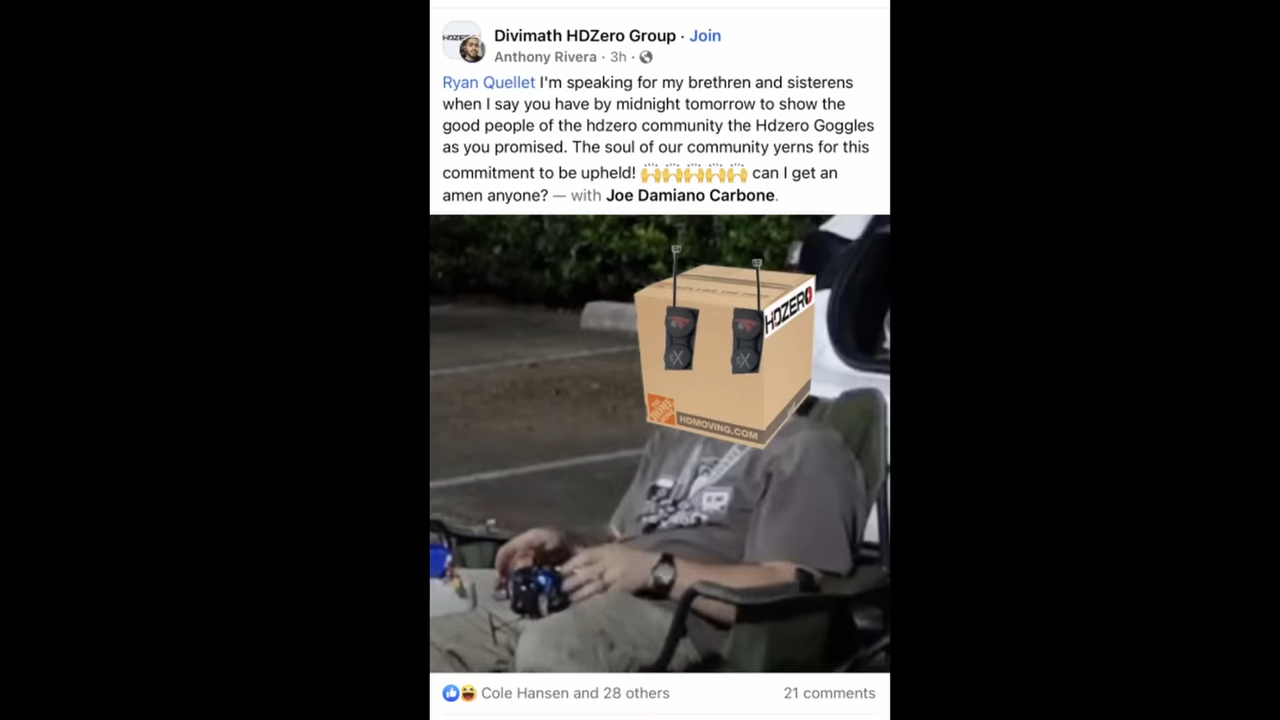 Divimath HDZero Group · Join
Anthony Rivera · 3h ·
Ryan Quellet I'm speaking for my brethren and sisterens
when I say you have by midnight tomorrow to show the
good people of the hdzero community the Hdzero Goggles
as you promised. The soul of our community yerns for this
commitment to be upheld! 🙌🙌🙌🙌🙌 can I get an
amen anyone? — with Joe Damiano Carbone.
HDZERO
THE HOME
HDMOVING.COM
Cole Hansen and 28 others
21 comments